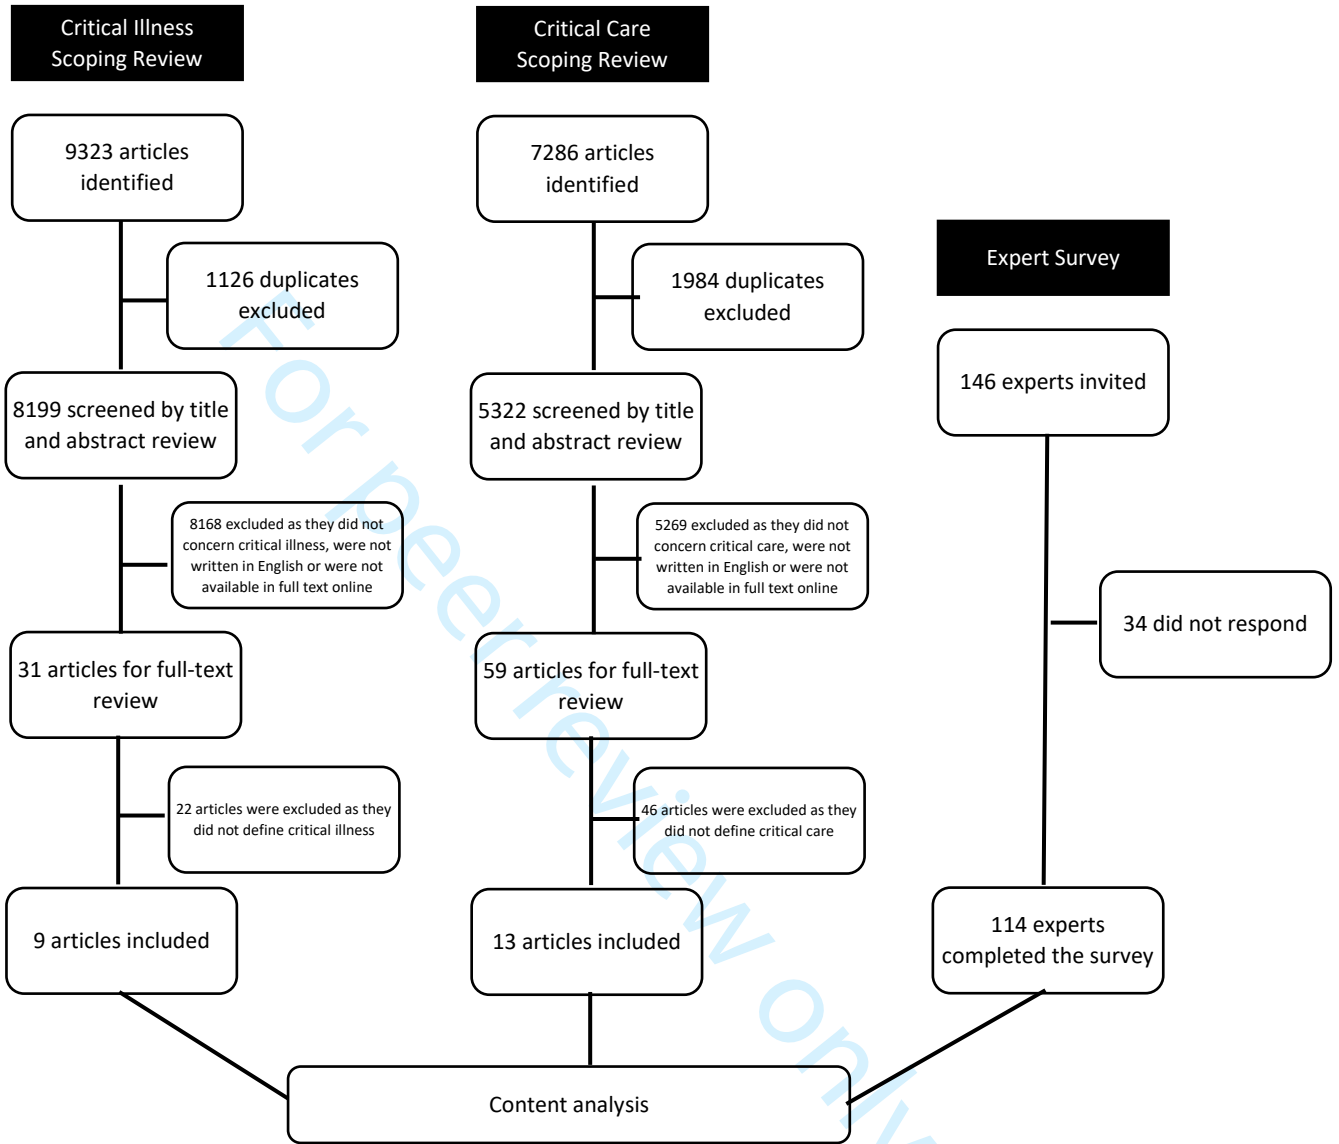 Critical Illness
Scoping Review
9323 articles
identified
1126 duplicates
excluded
8199 screened by title
and abstract review
8168 excluded as they did not
concern critical illness, were not
written in English or were not
available in full text online
31 articles for full-text
review
22 articles were excluded as they
did not define critical illness
9 articles included
Critical Care
Scoping Review
7286 articles
identified
1984 duplicates
excluded
5322 screened by title
and abstract review
5269 excluded as they did not
concern critical care, were not
written in English or were not
available in full text online
59 articles for full-text
review
46 articles were excluded as they
did not define critical care
13 articles included
Expert Survey
146 experts invited
34 did not respond
114 experts
completed the survey
Content analysis
For peer review only